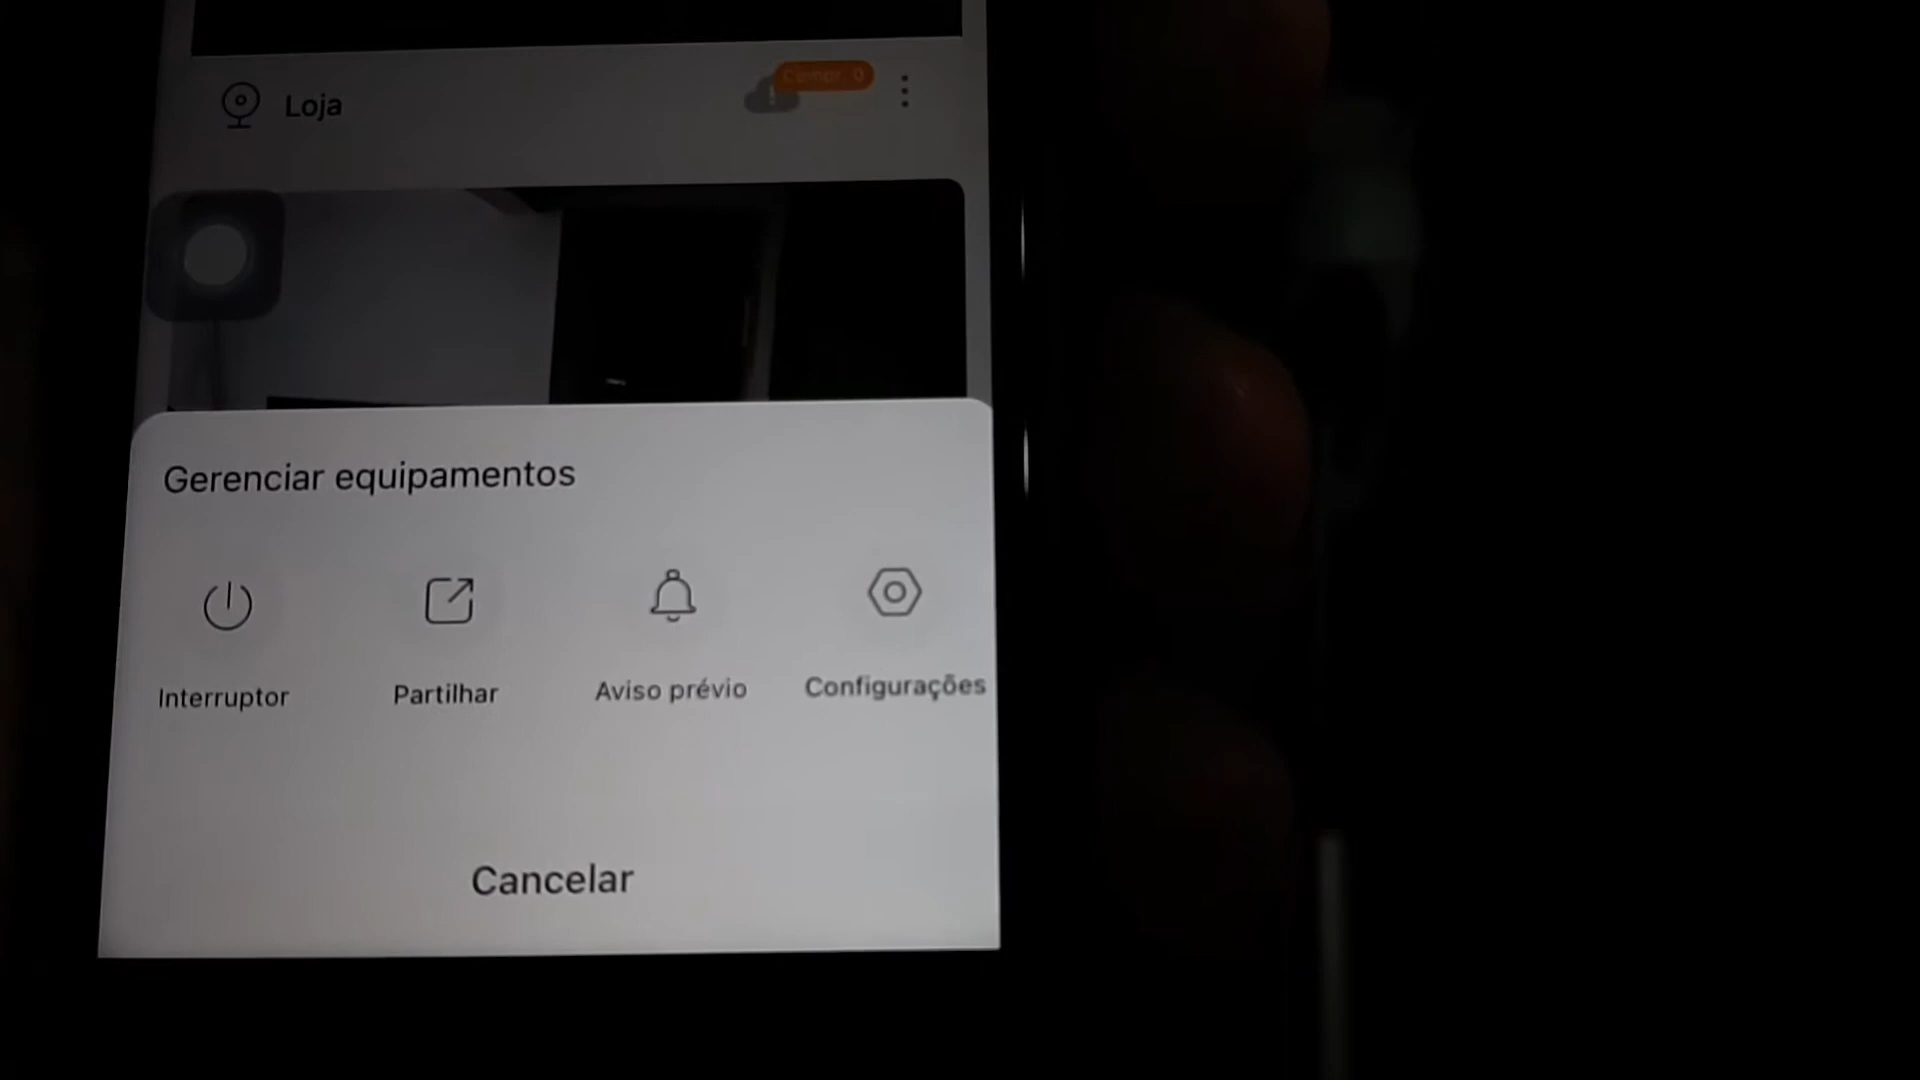 Loja
Gerenciar equipamentos
Interruptor
Partilhar
Aviso prévio
Configurações
Cancelar